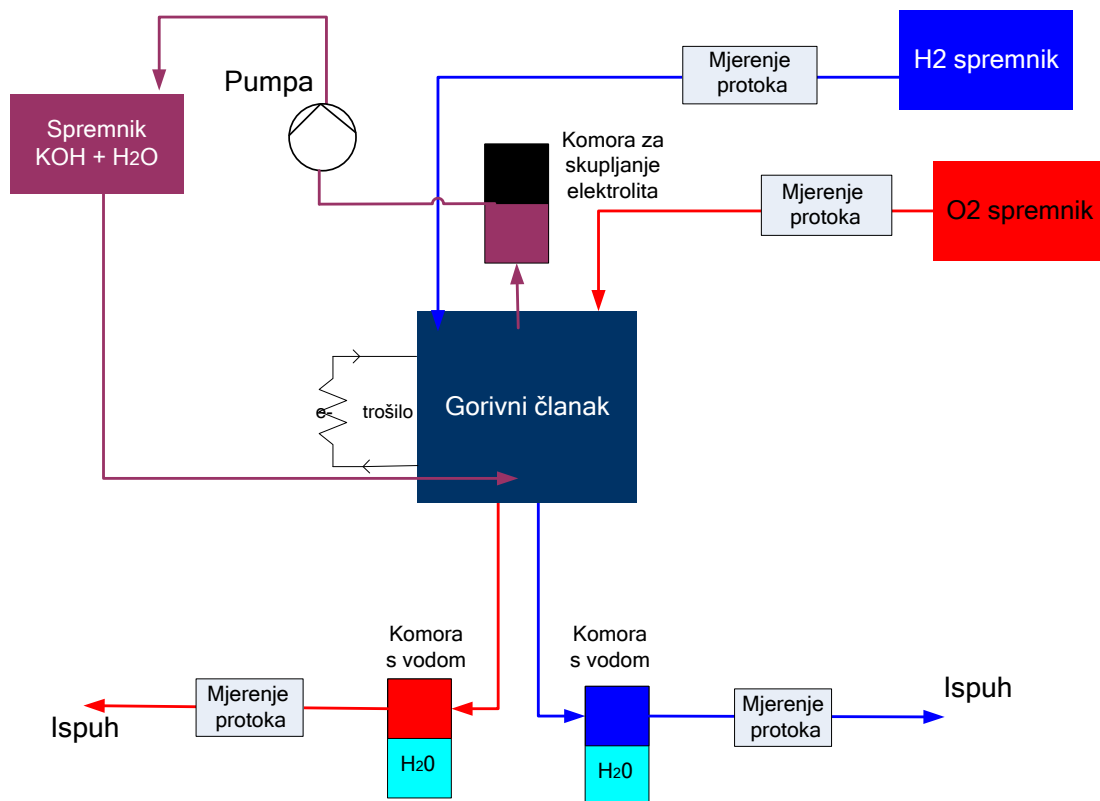 Pumpa
Mjerenje
protoka
H2 spremnik
Spremnik
KOH + H2O
Komora za
skupljanje
elektrolita
Mjerenje
protoka
O2 spremnik
Gorivni članak
e-
trošilo
Komora
s vodom
Komora
s vodom
Mjerenje
protoka
Ispuh
H20
Mjerenje
protoka
Ispuh
H20